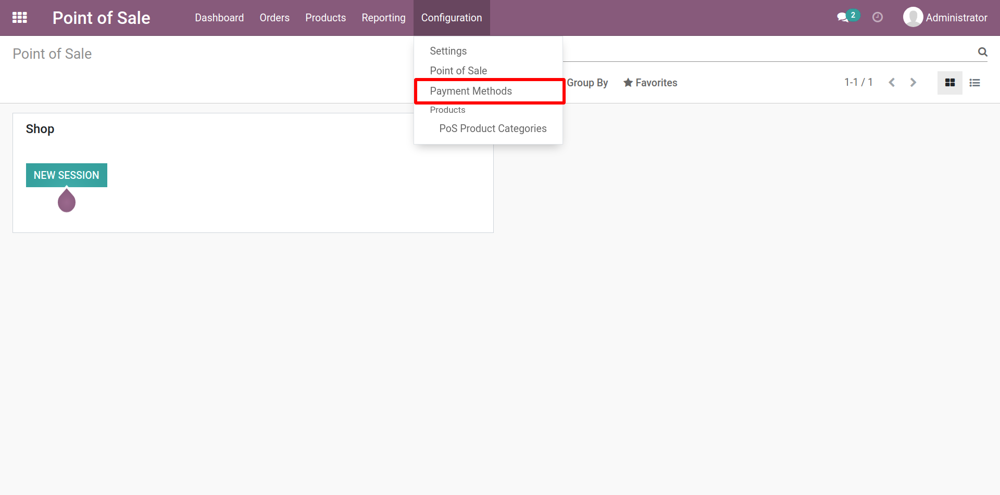 Point of Sale
Dashboard
Orders
Products
Reporting
Configuration
2
Administrator
Point of Sale
Settings
Point of Sale
Payment Methods
Products
PoS Product Categories
Group By
Favorites
1-1 / 1
Shop
NEW SESSION